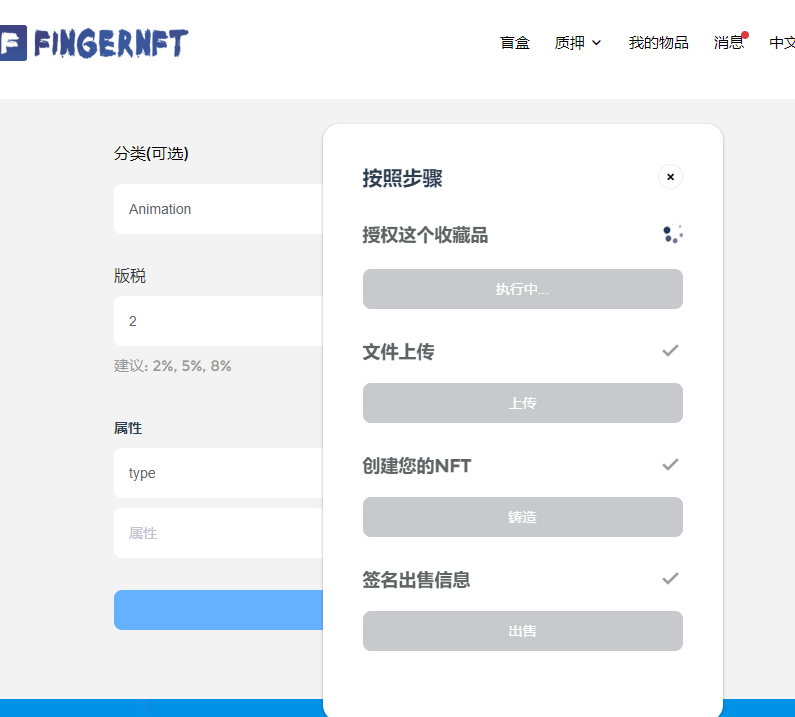 FINGERNFT
盲盒 质押 我的物品 消息 中文
分类(可选)
Animation
版税
2
建议: 2%, 5%, 8%
属性
type
属性
按照步骤
授权这个收藏品
执行中...
文件上传
上传
创建您的NFT
铸造
签名出售信息
出售